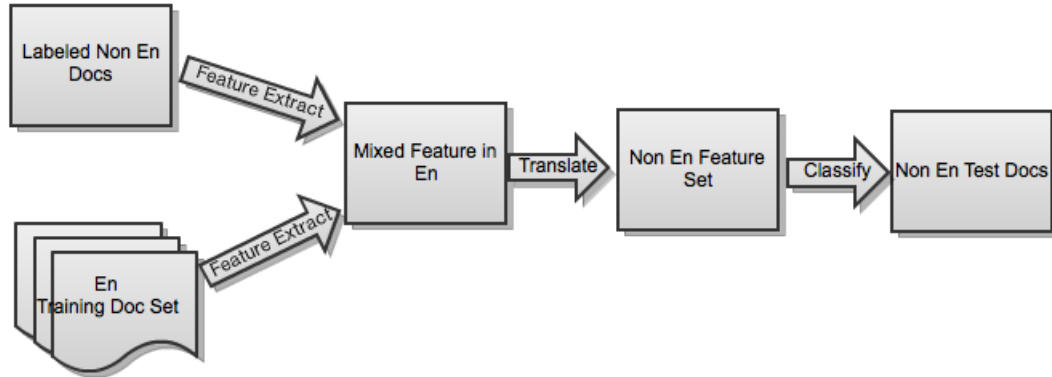 Labeled Non En
Docs
Feature Extract
Mixed Feature in
En
Translate
Non En Feature
Set
Classify
Non En Test Docs
Feature Extract
En
Training Doc Set